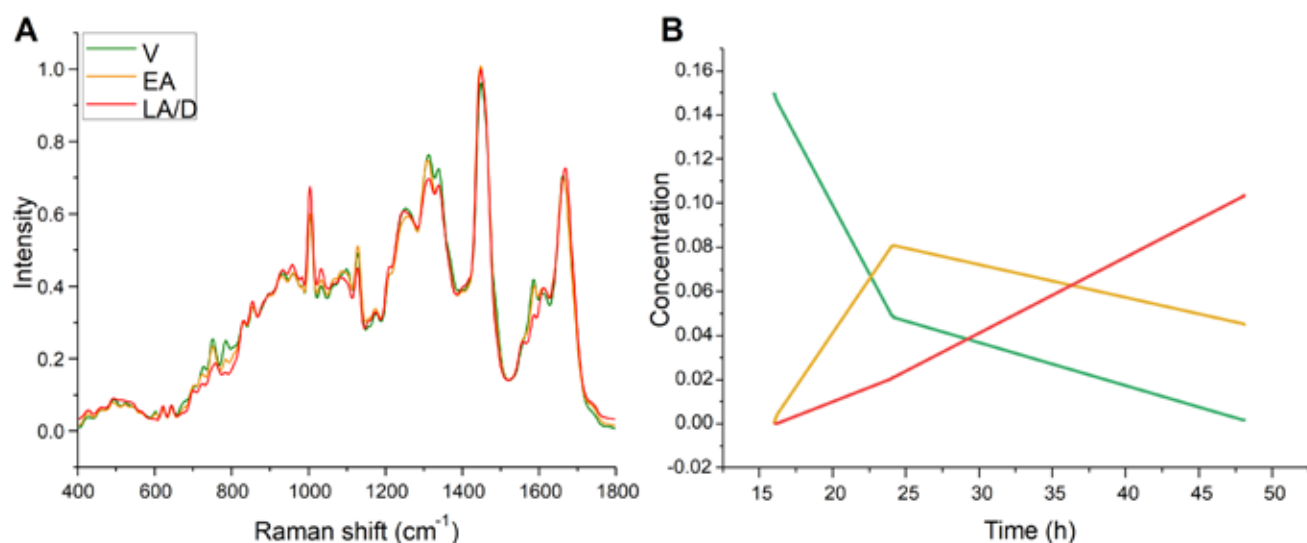 A
V
EA
LA/D
1.0
0.8
0.6
0.4
0.2
0.0
Intensity
400 600 800 1000 1200 1400 1600 1800
Raman shift (cm⁻¹)
B
0.16
0.14
0.12
0.10
0.08
0.06
0.04
0.02
0.00
-0.02
Concentration
15 20 25 30 35 40 45 50
Time (h)